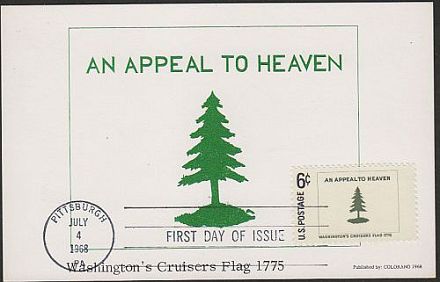 AN APPEAL TO HEAVEN
6¢
U.S. POSTAGE
AN APPEAL TO HEAVEN
WASHINGTON'S CRUISERS FLAG 1775
PITTSBURGH
JULY
4
1968
PA
FIRST DAY OF ISSUE
Washington's Cruisers Flag 1775
Published by: COLORANO 1968